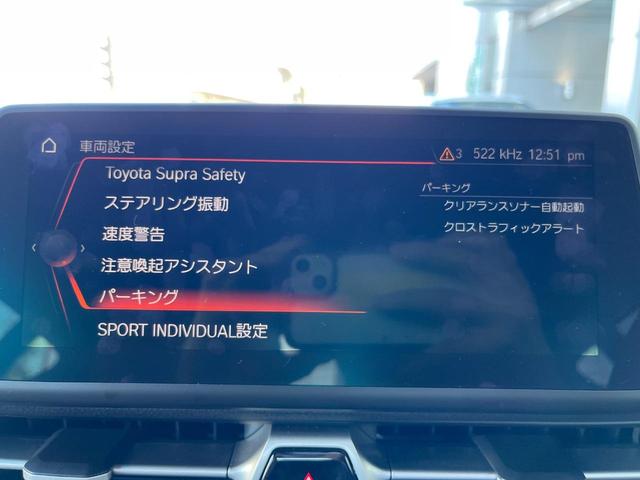 車両設定
3 522 kHz 12:51 pm
Toyota Supra Safety
ステアリング振動
速度警告
注意喚起アシスタント
パーキング
SPORT INDIVIDUAL設定
パーキング
クリアランスソナー自動起動
クロストラフィックアラート